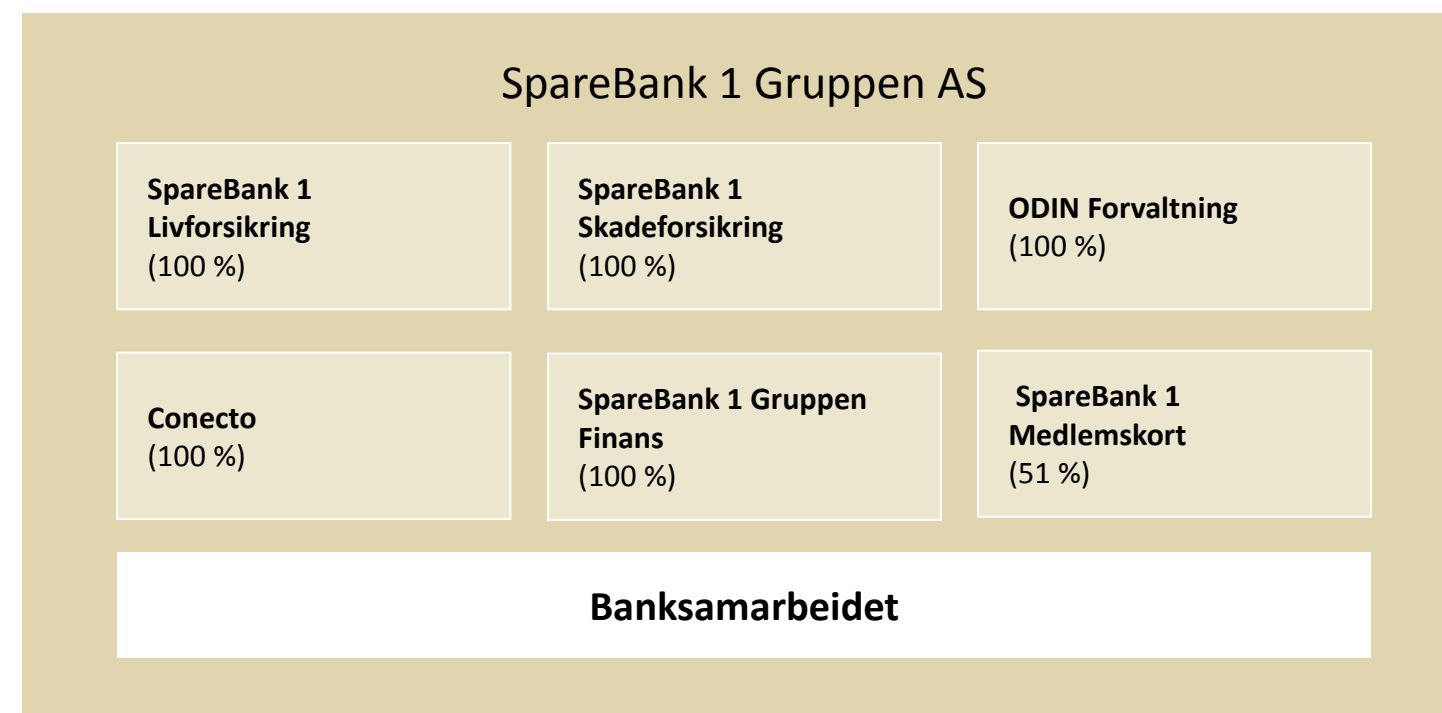 SpareBank 1 Gruppen AS
SpareBank 1
Livforsikring
(100 %)
SpareBank 1
Skadeforsikring
(100 %)
ODIN Forvaltning
(100 %)
Conecto
(100 %)
SpareBank 1 Gruppen
Finans
(100 %)
SpareBank 1
Medlemskort
(51 %)
Banksamarbeidet